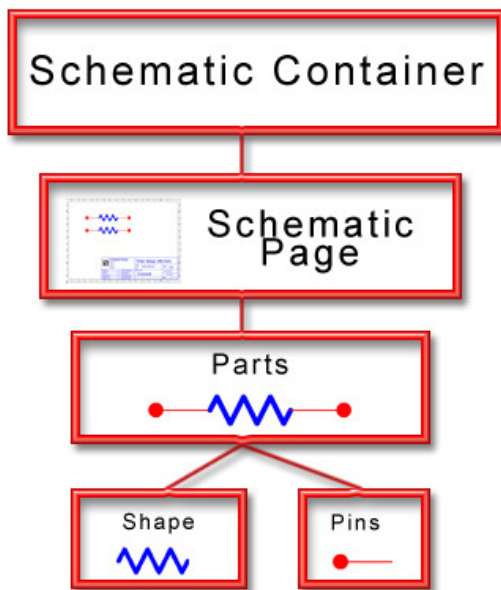 Schematic Container
Schematic
Page
Parts
Shape
Pins